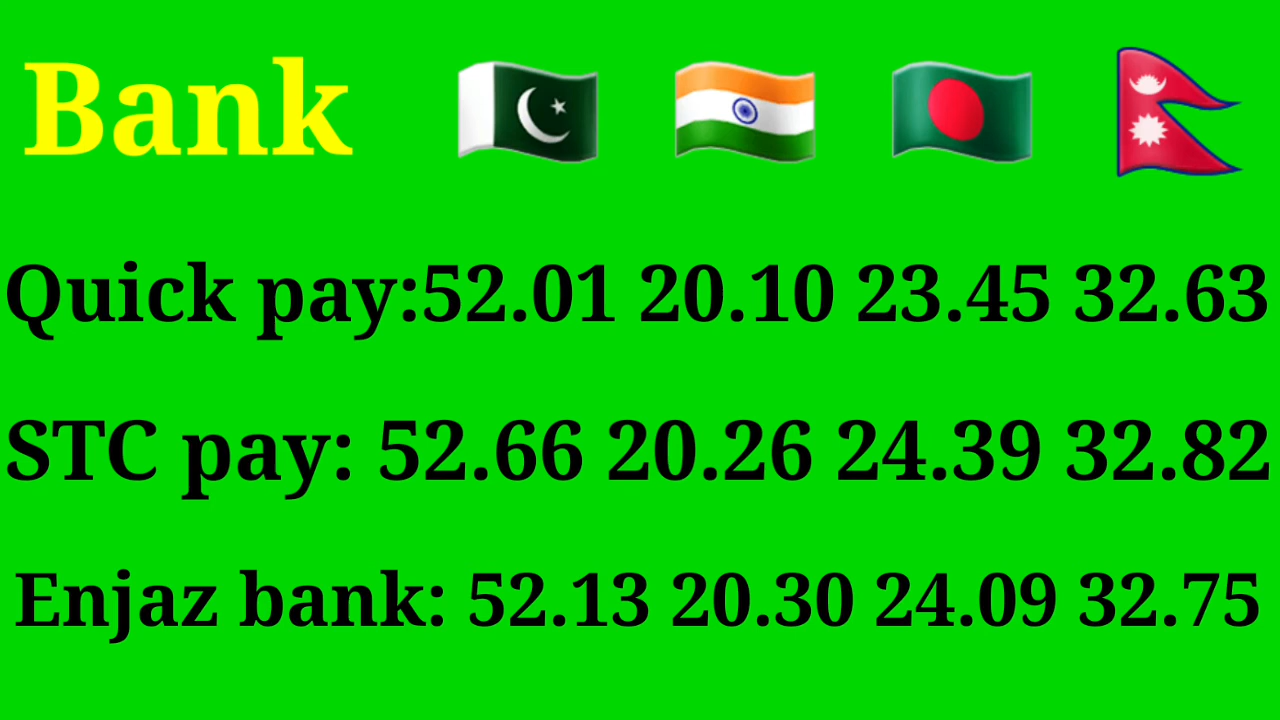 Bank
Quick pay:52.01 20.10 23.45 32.63
STC pay: 52.66 20.26 24.39 32.82
Enjaz bank: 52.13 20.30 24.09 32.75